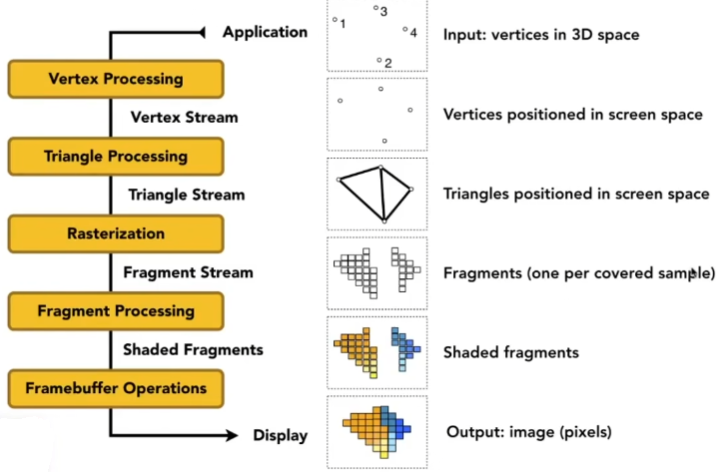 Application
3
1
4
2
Input: vertices in 3D space
Vertex Processing
Vertex Stream
Vertices positioned in screen space
Triangle Processing
Triangle Stream
Triangles positioned in screen space
Rasterization
Fragment Stream
Fragments (one per covered sample)
Fragment Processing
Shaded Fragments
Shaded fragments
Framebuffer Operations
Display
Output: image (pixels)